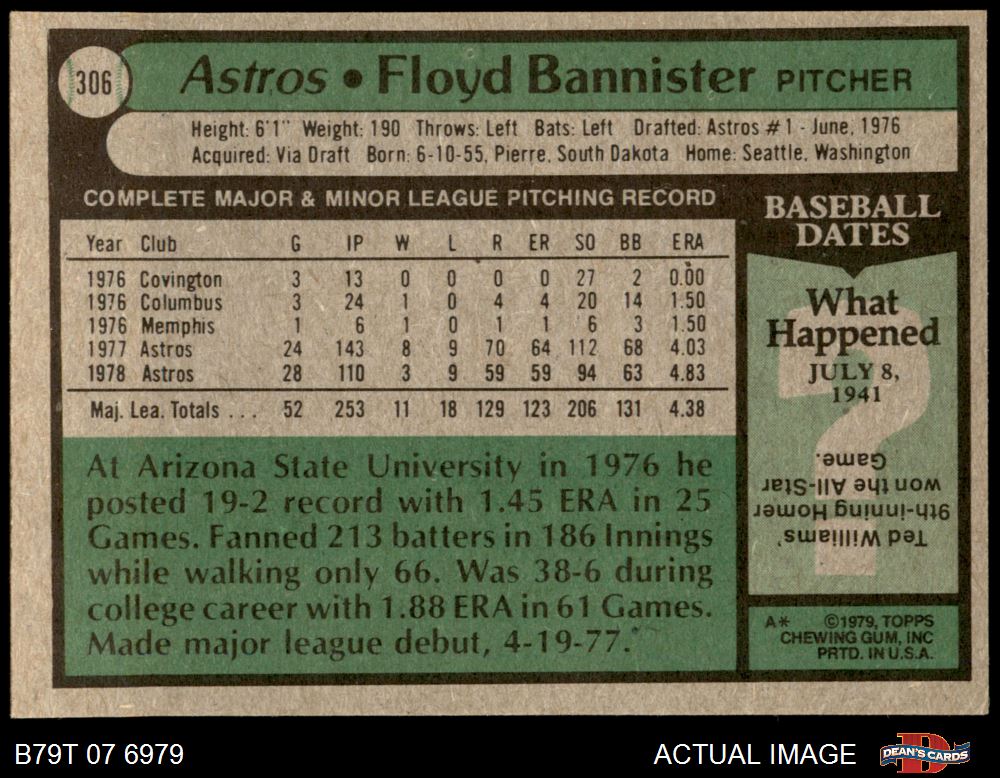 306
Astros • Floyd Bannister PITCHER
Height: 6'1" Weight: 190 Throws: Left Bats: Left Drafted: Astros #1 - June, 1976
Acquired: Via Draft Born: 6-10-55, Pierre, South Dakota Home: Seattle, Washington
COMPLETE MAJOR & MINOR LEAGUE PITCHING RECORD
Year Club G IP W L R ER SO BB ERA
1976 Covington 3 13 0 0 0 0 27 2 0.00
1976 Columbus 3 24 1 0 4 4 20 14 1.50
1976 Memphis 1 6 1 0 1 1 6 3 1.50
1977 Astros 24 143 8 9 70 64 112 68 4.03
1978 Astros 28 110 3 9 59 59 94 63 4.83
Maj. Lea. Totals . . . 52 253 11 18 129 123 206 131 4.38
At Arizona State University in 1976 he
posted 19-2 record with 1.45 ERA in 25
Games. Fanned 213 batters in 186 Innings
while walking only 66. Was 38-6 during
college career with 1.88 ERA in 61 Games.
Made major league debut, 4-19-77.
BASEBALL
DATES
What
Happened
JULY 8,
1941
?
Ted Williams'
9th-inning Homer
won the All-Star
Game.
A* ©1979, TOPPS
CHEWING GUM, INC
PRTD. IN U.S.A.
B79T 07 6979
ACTUAL IMAGE
D
DEAN'S CARDS